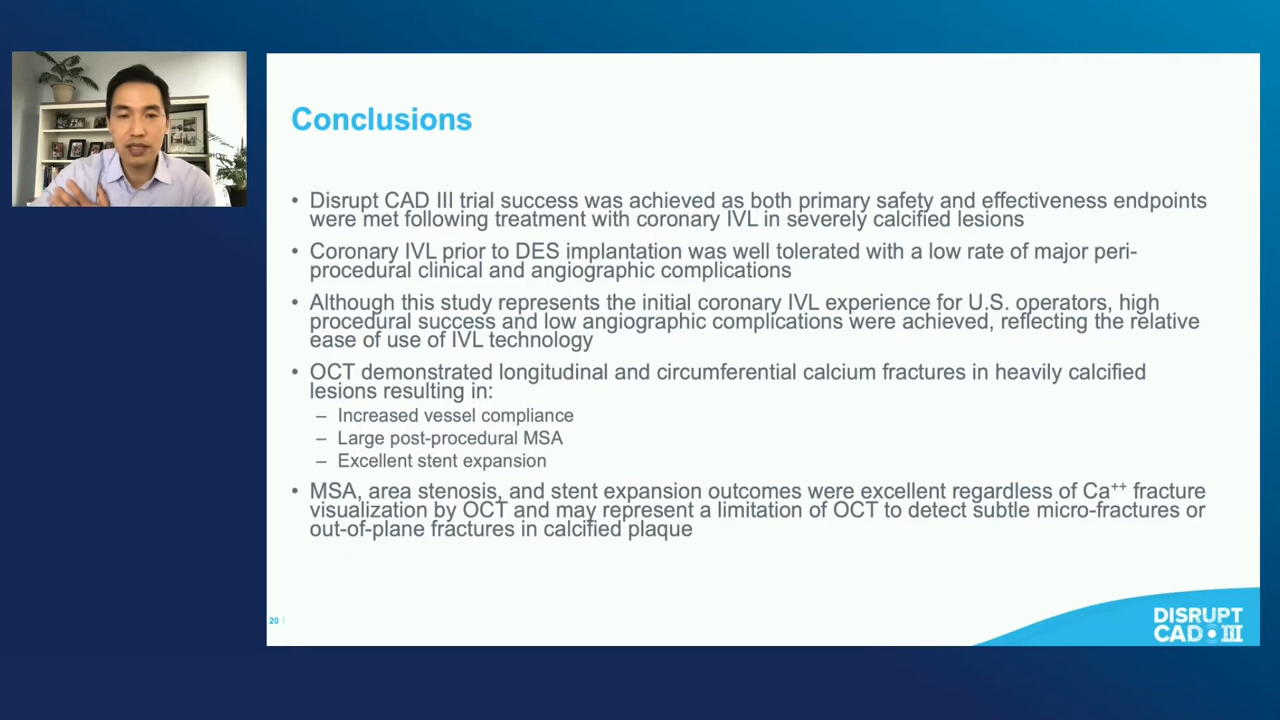 Conclusions
• Disrupt CAD III trial success was achieved as both primary safety and effectiveness endpoints
were met following treatment with coronary IVL in severely calcified lesions
• Coronary IVL prior to DES implantation was well tolerated with a low rate of major peri-
procedural clinical and angiographic complications
• Although this study represents the initial coronary IVL experience for U.S. operators, high
procedural success and low angiographic complications were achieved, reflecting the relative
ease of use of IVL technology
• OCT demonstrated longitudinal and circumferential calcium fractures in heavily calcified
lesions resulting in:
– Increased vessel compliance
– Large post-procedural MSA
– Excellent stent expansion
• MSA, area stenosis, and stent expansion outcomes were excellent regardless of Ca⁺⁺ fracture
visualization by OCT and may represent a limitation of OCT to detect subtle micro-fractures or
out-of-plane fractures in calcified plaque
20 |
DISRUPT
CAD III